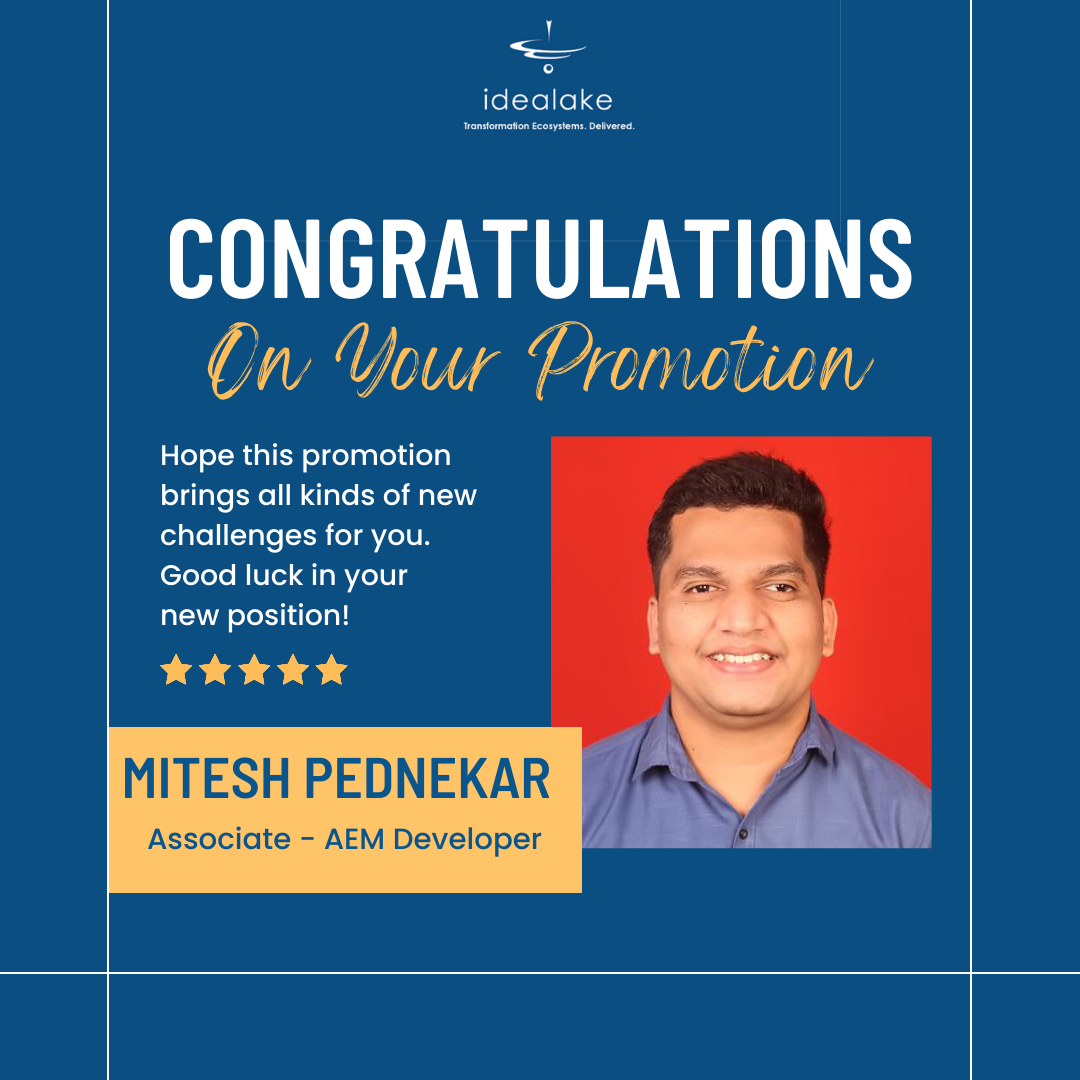 idealake
Transformation Ecosystems. Delivered.
CONGRATULATIONS
On Your Promotion
Hope this promotion
brings all kinds of new
challenges for you.
Good luck in your
new position!
MITESH PEDNEKAR
Associate - AEM Developer